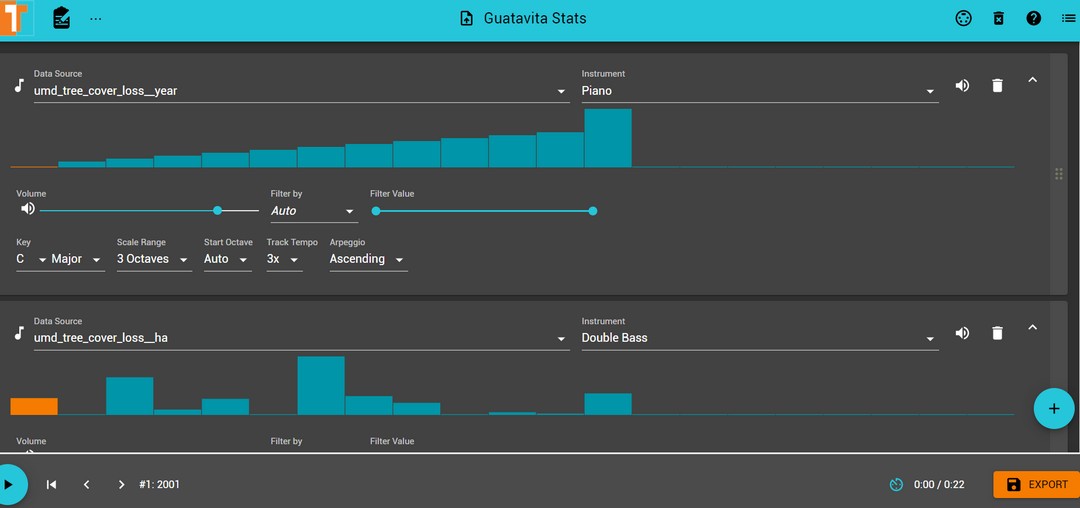 T
...
Guatavita Stats
Data Source
umd_tree_cover_loss__year
Instrument
Piano
Volume
Filter by
Auto
Filter Value
Key
C
Major
Scale Range
3 Octaves
Start Octave
Auto
Track Tempo
3x
Arpeggio
Ascending
Data Source
umd_tree_cover_loss__ha
Instrument
Double Bass
Volume
Filter by
Filter Value
#1: 2001
0:00 / 0:22
EXPORT